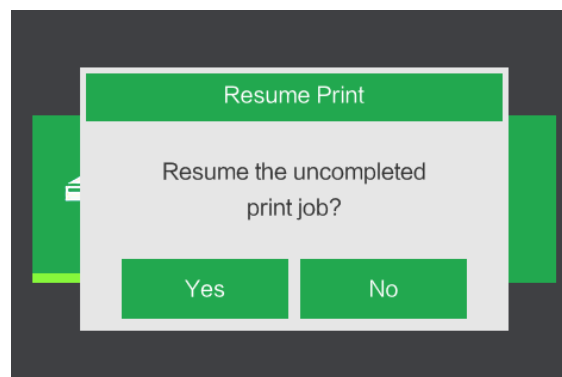 Resume Print
Resume the uncompleted
print job?
Yes
No